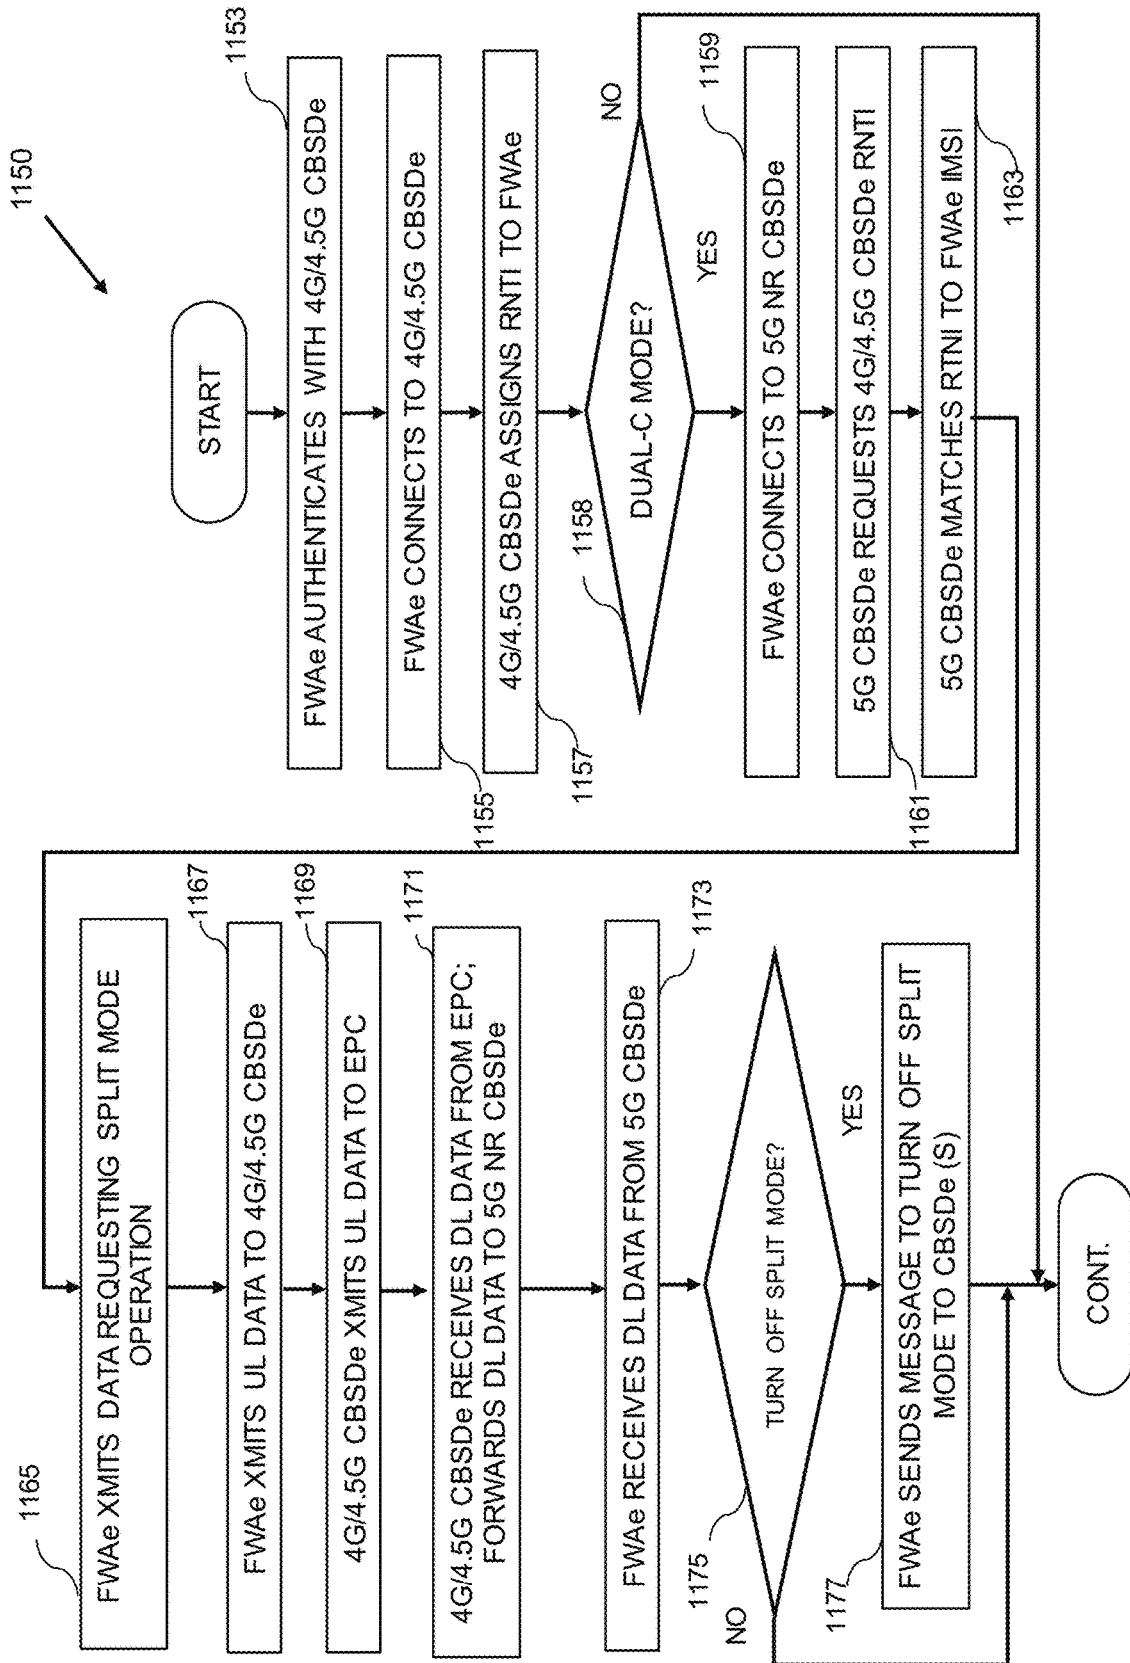 1150
START
1153
FWAe AUTHENTICATES WITH 4G/4.5G CBSDe
FWAe CONNECTS TO 4G/4.5G CBSDe
1155
4G/4.5G CBSDe ASSIGNS RNTI TO FWAe
1157
1158
DUAL-C MODE?
NO
YES
1159
FWAe CONNECTS TO 5G NR CBSDe
5G CBSDe REQUESTS 4G/4.5G CBSDe RNTI
1161
5G CBSDe MATCHES RTNI TO FWAe IMSI
1163
1165
FWAe XMITS DATA REQUESTING SPLIT MODE
OPERATION
1167
FWAe XMITS UL DATA TO 4G/4.5G CBSDe
1169
4G/4.5G CBSDe XMITS UL DATA TO EPC
1171
4G/4.5G CBSDe RECEIVES DL DATA FROM EPC;
FORWARDS DL DATA TO 5G NR CBSDe
FWAe RECEIVES DL DATA FROM 5G CBSDe
1173
TURN OFF SPLIT MODE?
1175
NO
YES
1177
FWAe SENDS MESSAGE TO TURN OFF SPLIT
MODE TO CBSDe (S)
CONT.